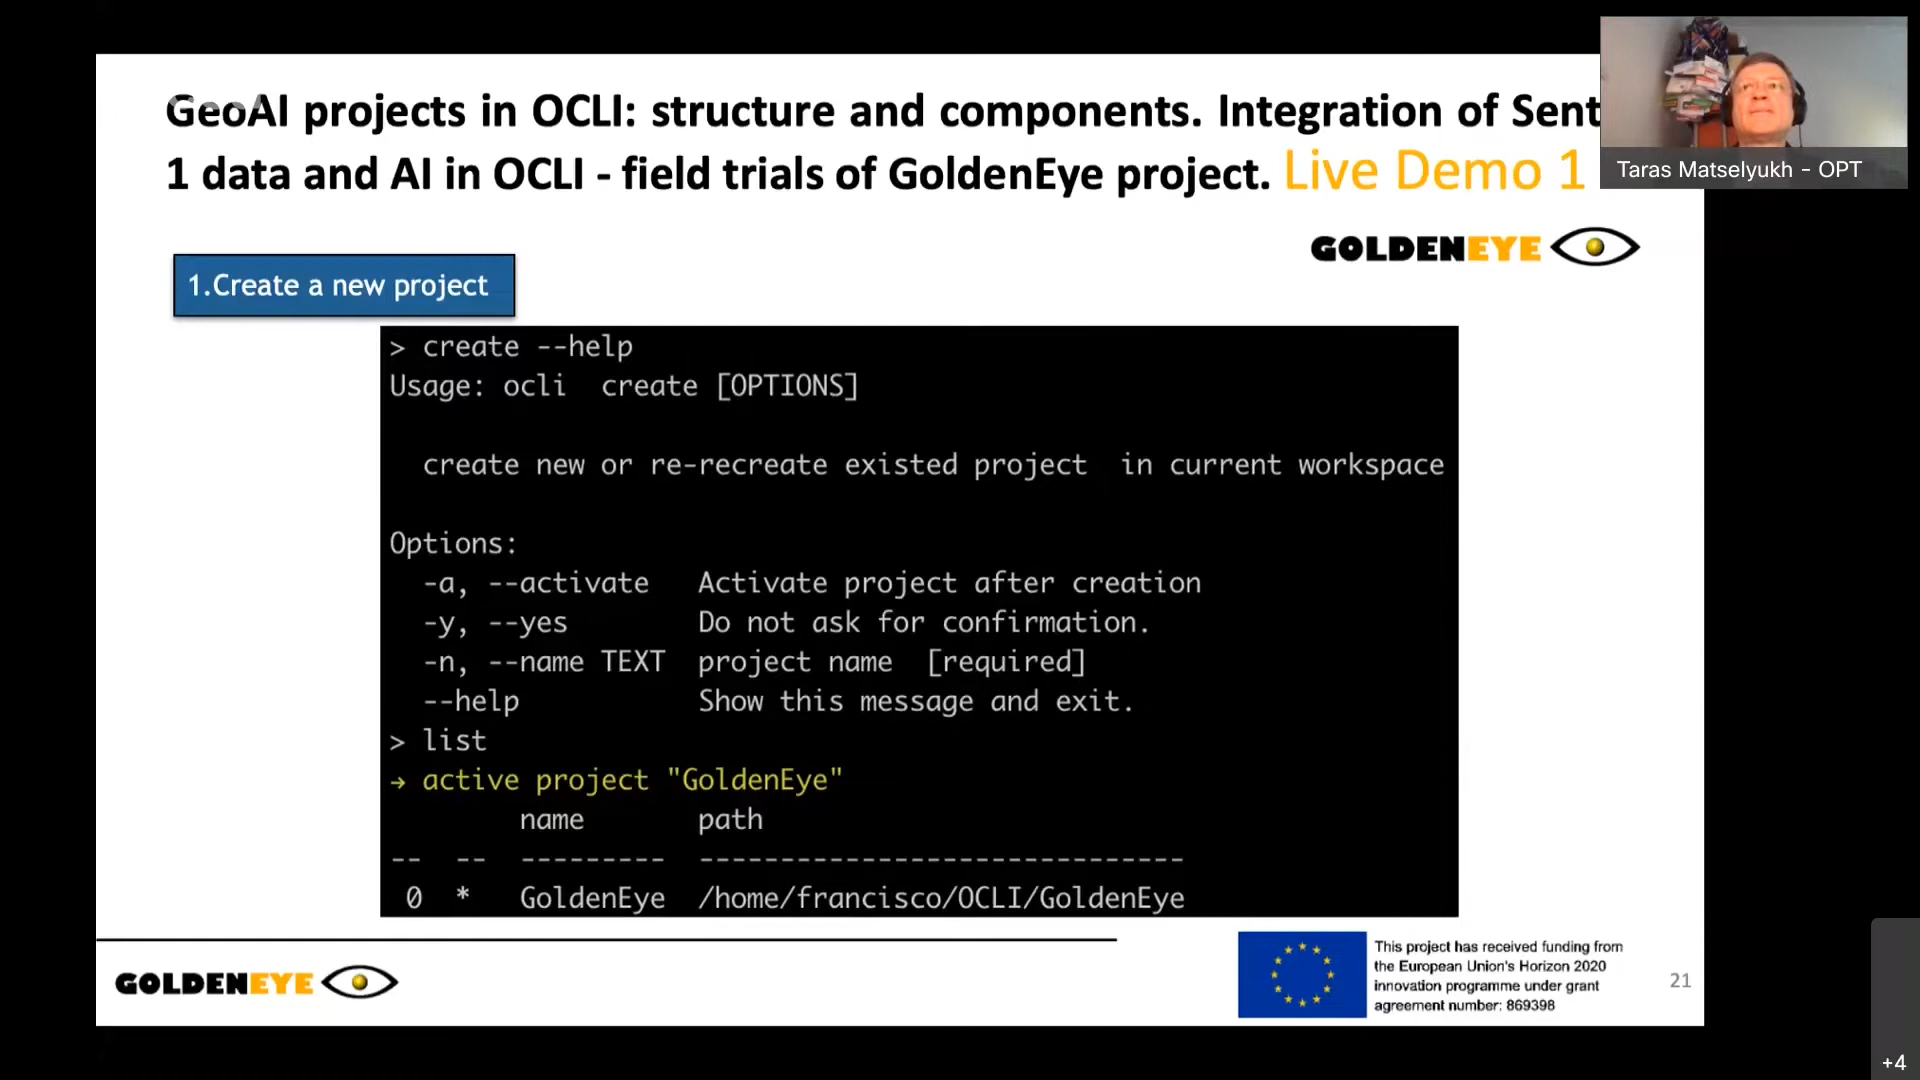 GeoAI projects in OCLI: structure and components. Integration of Sent
1 data and AI in OCLI - field trials of GoldenEye project. Live Demo 1
Taras Matselyukh - OPT
GOLDENEYE
1.Create a new project
> create --help
Usage: ocli  create [OPTIONS]
create new or re-recreate existed project  in current workspace
Options:
-a, --activate   Activate project after creation
-y, --yes        Do not ask for confirmation.
-n, --name TEXT  project name  [required]
--help           Show this message and exit.
> list
→ active project "GoldenEye"
name       path
--  --  ---------  ------------------------------
0  *   GoldenEye  /home/francisco/OCLI/GoldenEye
GOLDENEYE
This project has received funding from
the European Union's Horizon 2020
innovation programme under grant
agreement number: 869398
21
+4